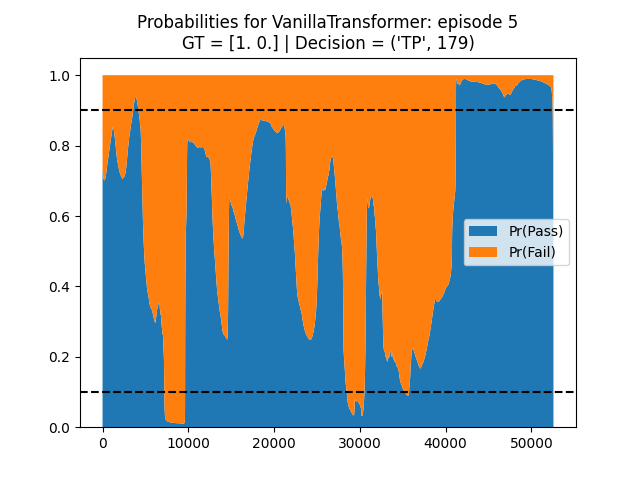 Probabilities for VanillaTransformer: episode 5
GT = [1. 0.] | Decision = ('TP', 179)
1.0
0.8
0.6
0.4
0.2
0.0
Pr(Pass)
Pr(Fail)
0 10000 20000 30000 40000 50000